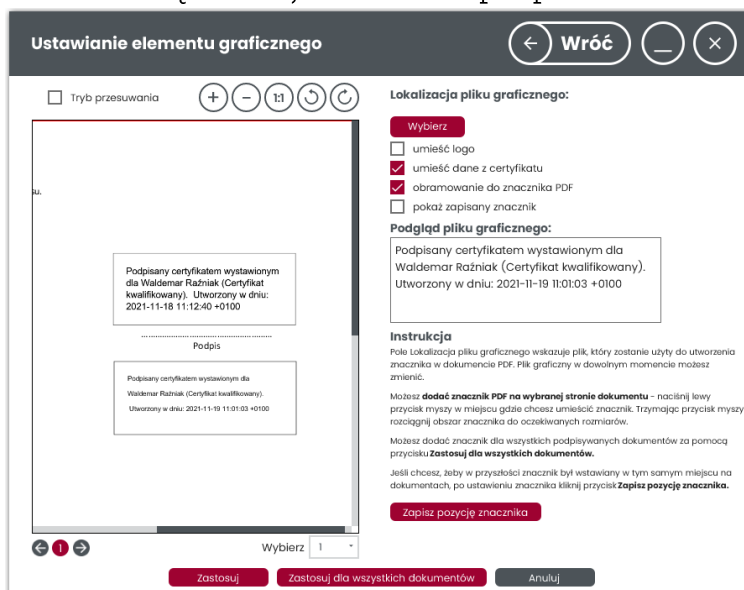 Ustawianie elementu graficznego
Wróć
Tryb przesuwania
1:1
su.
Podpisany certyfikatem wystawionym
dla Waldemar Raźniak (Certyfikat
kwalifikowany). Utworzony w dniu:
2021-11-18 11:12:40 +0100
Podpis
Podpisany certyfikatem wystawionym dla
Waldemar Raźniak (Certyfikat kwalifikowany).
Utworzony w dniu: 2021-11-19 11:01:03 +0100
1
Wybierz 1
Lokalizacja pliku graficznego:
Wybierz
umieść logo
umieść dane z certyfikatu
obramowanie do znacznika PDF
pokaż zapisany znacznik
Podgląd pliku graficznego:
Podpisany certyfikatem wystawionym dla
Waldemar Raźniak (Certyfikat kwalifikowany).
Utworzony w dniu: 2021-11-19 11:01:03 +0100
Instrukcja
Pole Lokalizacja pliku graficznego wskazuje plik, który zostanie użyty do utworzenia
znacznika w dokumencie PDF. Plik graficzny w dowolnym momencie możesz
zmienić.
Możesz dodać znacznik PDF na wybranej stronie dokumentu - naciśnij lewy
przycisk myszy w miejscu gdzie chcesz umieścić znacznik. Trzymając przycisk myszy
rozciągnij obszar znacznika do oczekiwanych rozmiarów.
Możesz dodać znacznik dla wszystkich podpisywanych dokumentów za pomocą
przycisku Zastosuj dla wszystkich dokumentów.
Jeśli chcesz, żeby w przyszłości znacznik był wstawiany w tym samym miejscu na
dokumentach, po ustawieniu znacznika kliknij przycisk Zapisz pozycję znacznika.
Zapisz pozycję znacznika
Zastosuj
Zastosuj dla wszystkich dokumentów
Anuluj